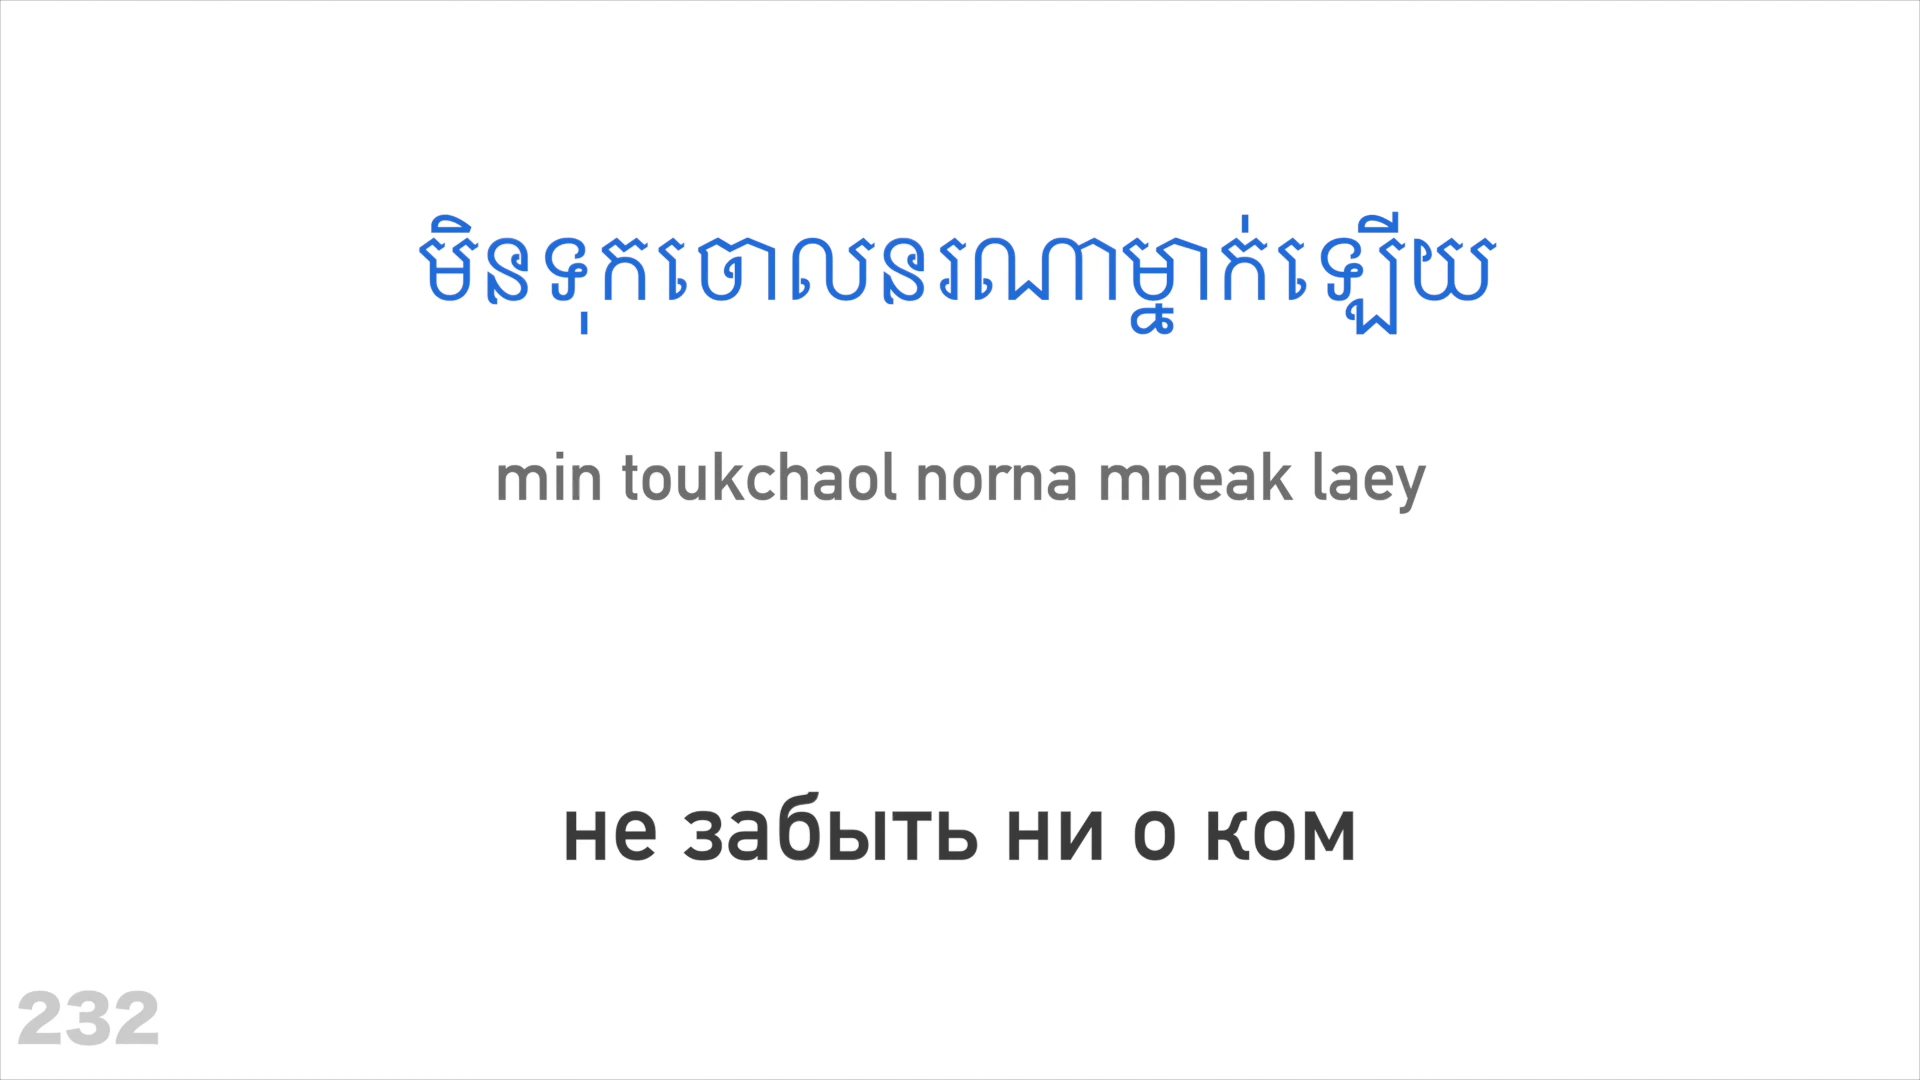 មិនទុកចោលនរណាម្នាក់ឡើយ
min toukchaol norna mneak laey
не забыть ни о ком
232